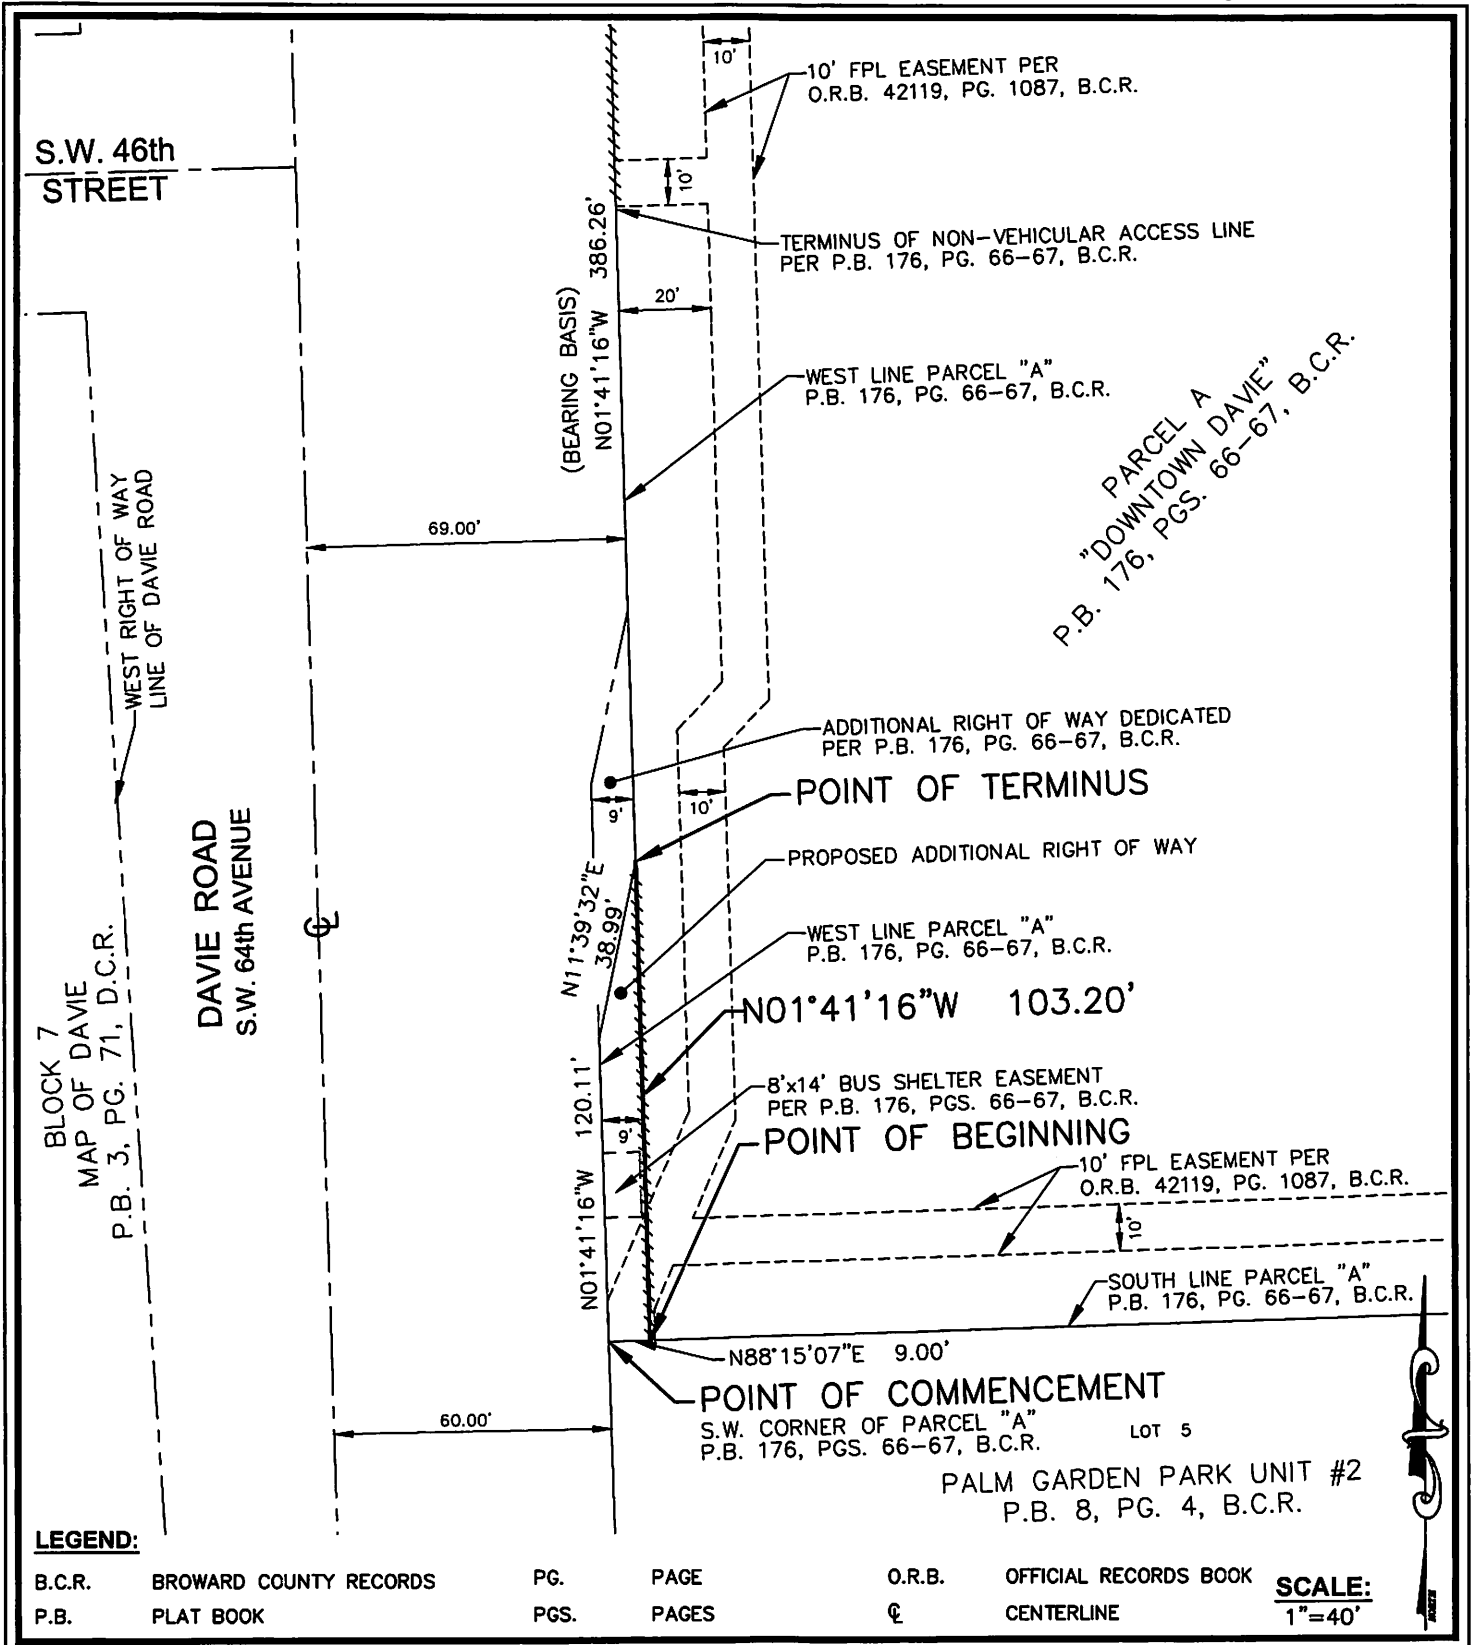 10'
10' FPL EASEMENT PER
O.R.B. 42119, PG. 1087, B.C.R.
S.W. 46th
STREET
10'
TERMINUS OF NON-VEHICULAR ACCESS LINE
PER P.B. 176, PG. 66-67, B.C.R.
(BEARING BASIS)
N01°41'16"W 386.26'
20'
WEST LINE PARCEL "A"
P.B. 176, PG. 66-67, B.C.R.
PARCEL A
"DOWNTOWN DAVIE"
P.B. 176, PGS. 66-67, B.C.R.
WEST RIGHT OF WAY
LINE OF DAVIE ROAD
69.00'
ADDITIONAL RIGHT OF WAY DEDICATED
PER P.B. 176, PG. 66-67, B.C.R.
POINT OF TERMINUS
9'
10'
PROPOSED ADDITIONAL RIGHT OF WAY
DAVIE ROAD
S.W. 64th AVENUE
℄
N11°39'32"E
38.99'
WEST LINE PARCEL "A"
P.B. 176, PG. 66-67, B.C.R.
N01°41'16"W 103.20'
BLOCK 7
MAP OF DAVIE
P.B. 3, PG. 71, D.C.R.
8'x14' BUS SHELTER EASEMENT
PER P.B. 176, PGS. 66-67, B.C.R.
9'
N01°41'16"W 120.11'
POINT OF BEGINNING
10' FPL EASEMENT PER
O.R.B. 42119, PG. 1087, B.C.R.
10'
SOUTH LINE PARCEL "A"
P.B. 176, PG. 66-67, B.C.R.
N88°15'07"E 9.00'
POINT OF COMMENCEMENT
S.W. CORNER OF PARCEL "A"
P.B. 176, PGS. 66-67, B.C.R.
LOT 5
60.00'
PALM GARDEN PARK UNIT #2
P.B. 8, PG. 4, B.C.R.
LEGEND:
B.C.R. BROWARD COUNTY RECORDS PG. PAGE O.R.B. OFFICIAL RECORDS BOOK
P.B. PLAT BOOK PGS. PAGES ℄ CENTERLINE
SCALE:
1"=40'
NORTH